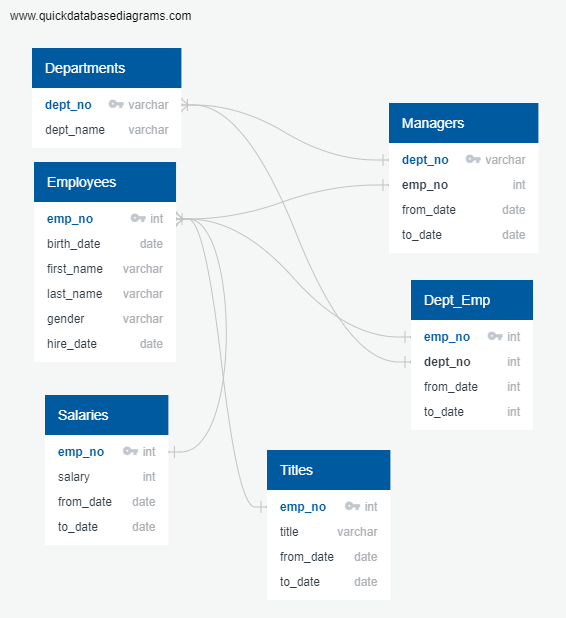 www.quickdatabasediagrams.com
Departments
dept_no varchar
dept_name varchar
Employees
emp_no int
birth_date date
first_name varchar
last_name varchar
gender varchar
hire_date date
Salaries
emp_no int
salary int
from_date date
to_date date
Managers
dept_no varchar
emp_no int
from_date date
to_date date
Dept_Emp
emp_no int
dept_no int
from_date int
to_date int
Titles
emp_no int
title varchar
from_date date
to_date date